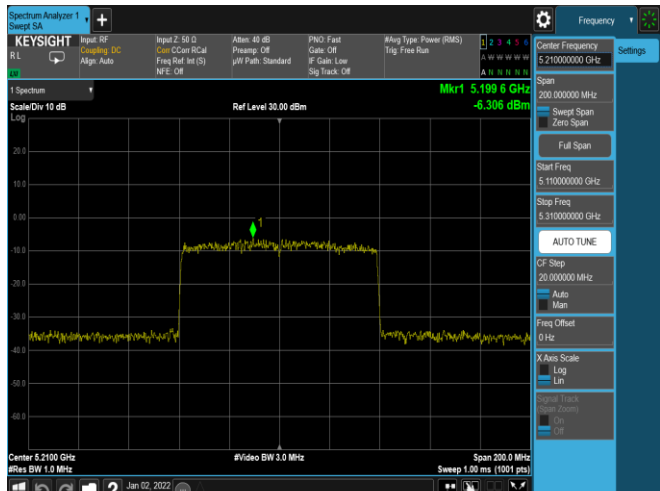 Spectrum Analyzer 1
Swept SA
Frequency
KEYSIGHT
R L
Input: RF
Coupling: DC
Align: Auto
Input Z: 50 Ω
Corr CCorr RCal
Freq Ref: Int (S)
NFE: Off
Atten: 40 dB
Preamp: Off
µW Path: Standard
PNO: Fast
Gate: Off
IF Gain: Low
Sig Track: Off
#Avg Type: Power (RMS)
Trig: Free Run
1 2 3 4 5 6
A W W W W W
A N N N N N
1 Spectrum
Scale/Div 10 dB
Log
Ref Level 30.00 dBm
Mkr1 5.199 6 GHz
-6.306 dBm
20.0
10.0
0.00
-10.0
-20.0
-30.0
-40.0
-50.0
-60.0
1
Center 5.2100 GHz
#Res BW 1.0 MHz
#Video BW 3.0 MHz
Span 200.0 MHz
Sweep 1.00 ms (1001 pts)
Jan 02, 2022
Center Frequency
5.210000000 GHz
Settings
Span
200.000000 MHz
Swept Span
Zero Span
Full Span
Start Freq
5.110000000 GHz
Stop Freq
5.310000000 GHz
AUTO TUNE
CF Step
20.000000 MHz
Auto
Man
Freq Offset
0 Hz
X Axis Scale
Log
Lin
Signal Track
(Span Zoom)
On
Off